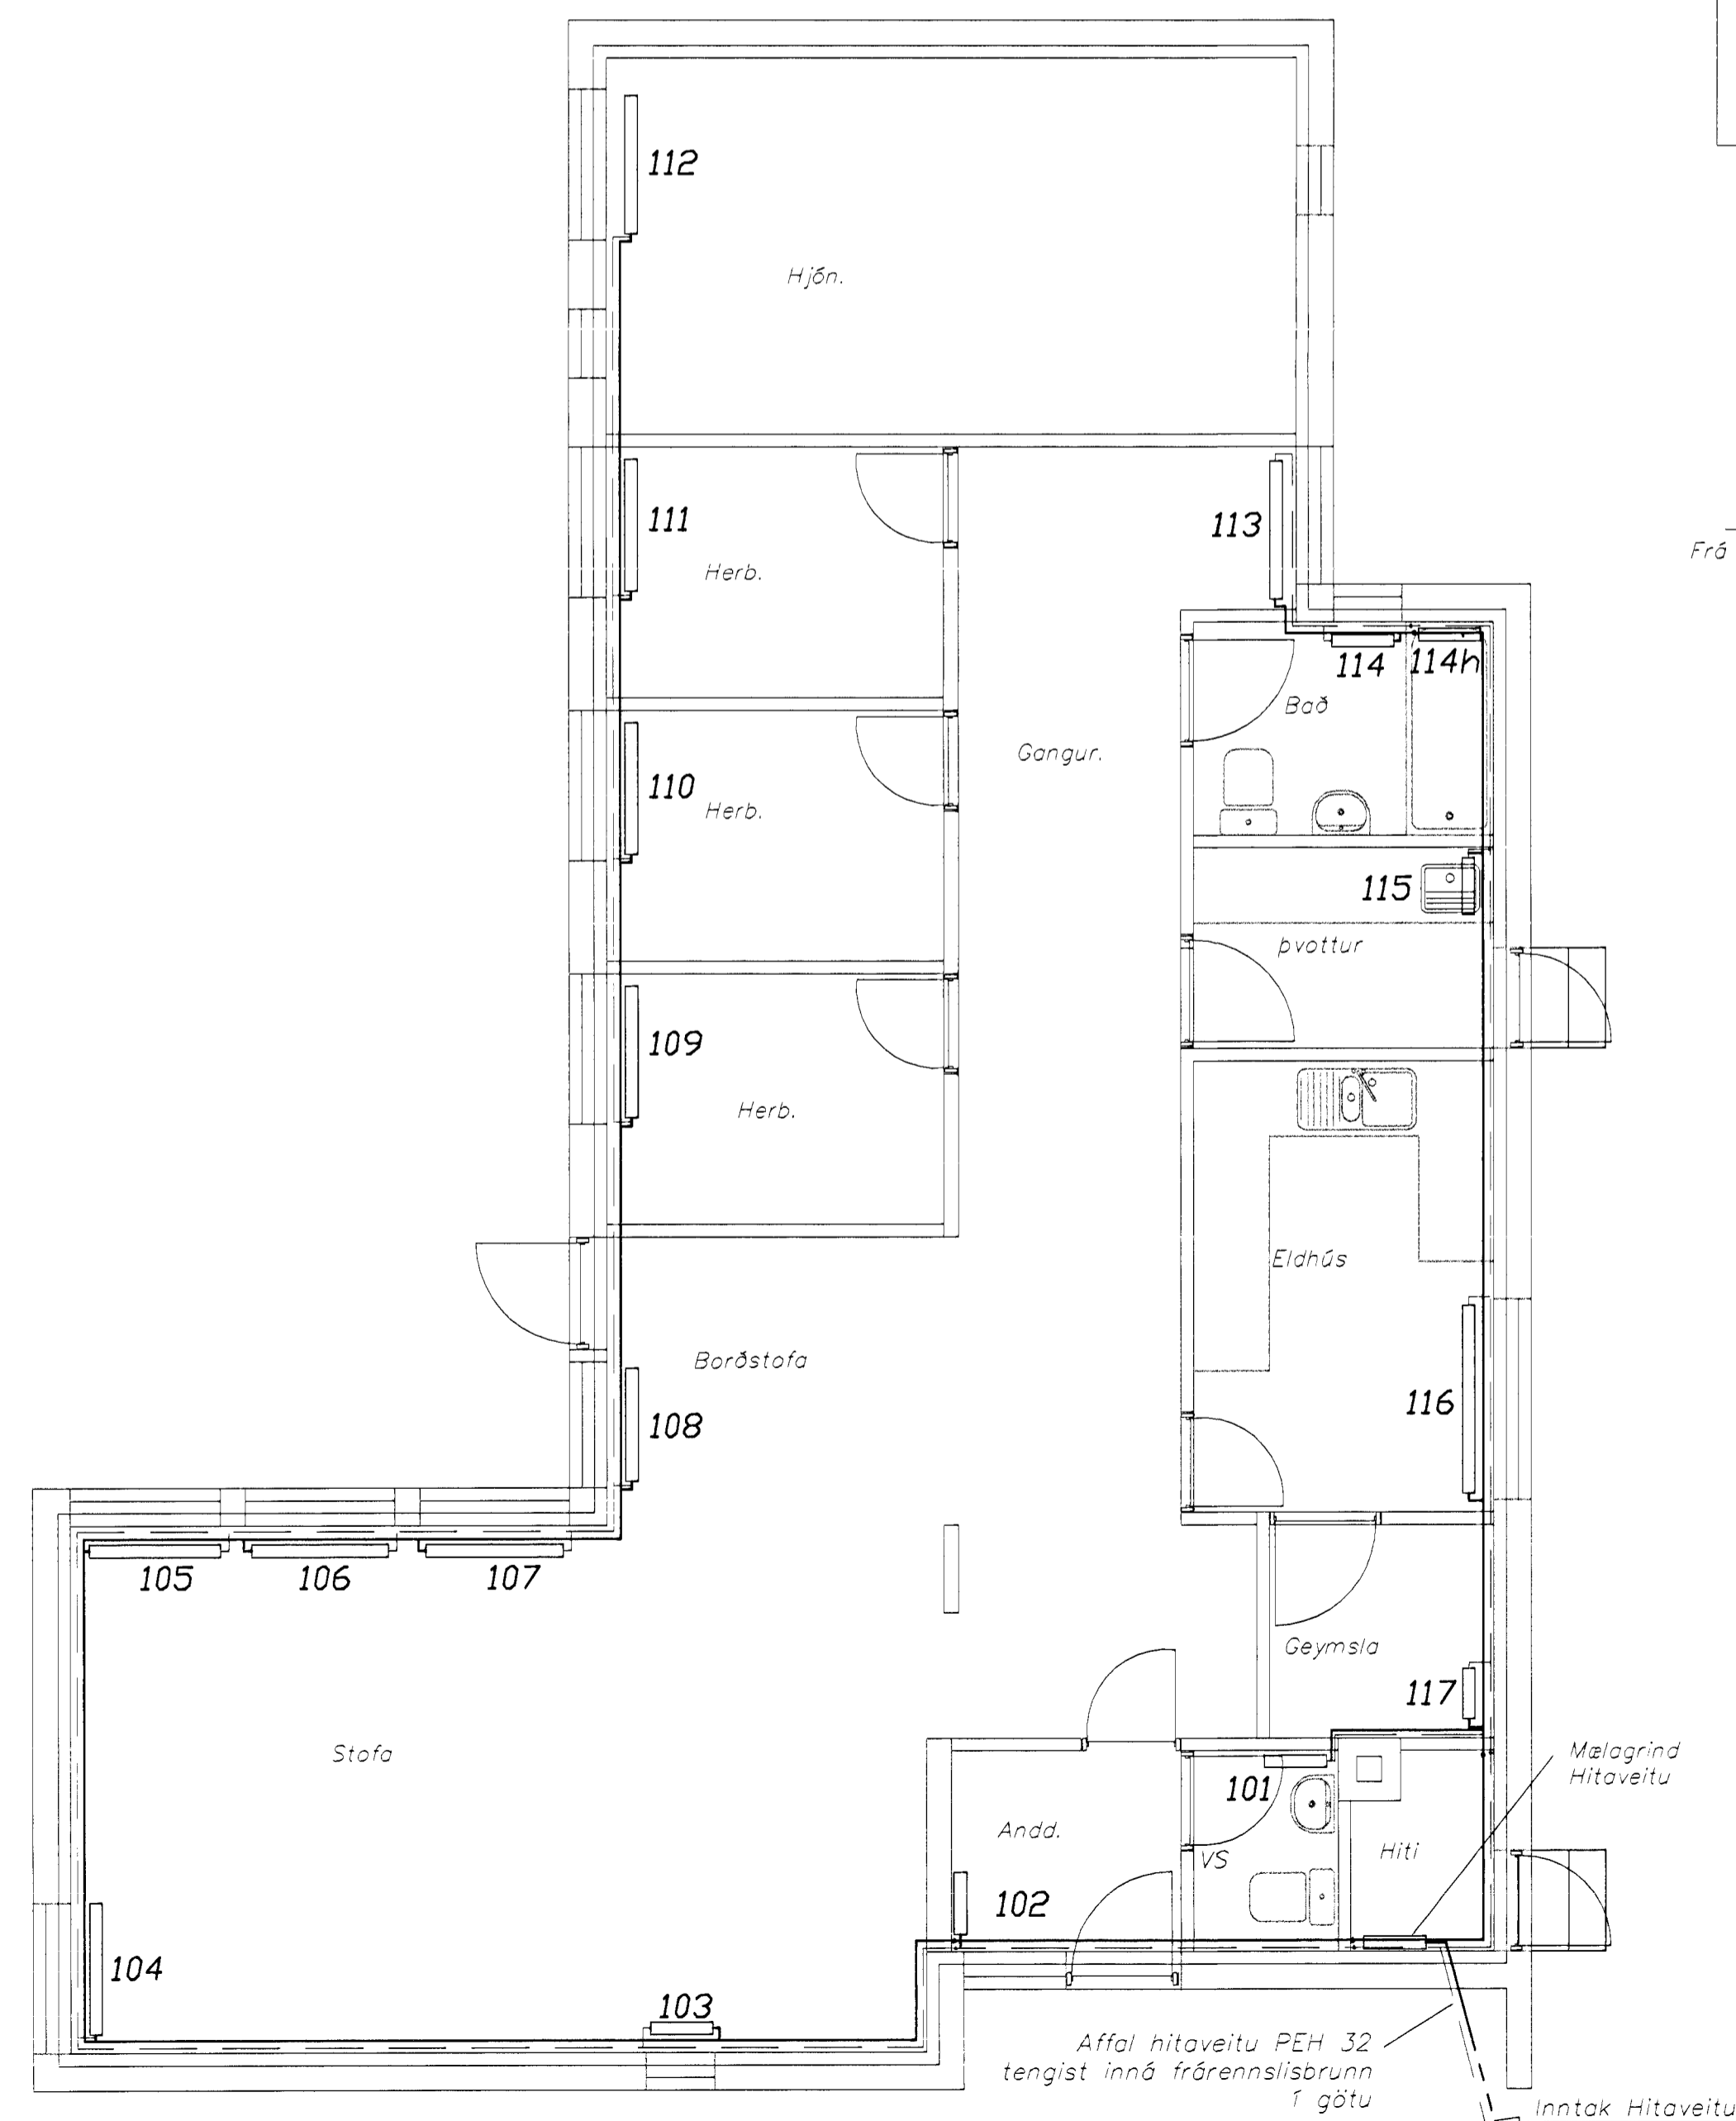 112
Hjón.
Frá
111
113
Herb.
114
114h
Bað
Gangur.
110
Herb.
115
þvottur
109
Herb.
Eldhús
Borðstofa
116
108
105
106
107
Geymsla
117
Stofa
Mælagrind
Hitaveitu
101
Andd.
Hiti
VS
102
104
103
Affal hitaveitu PEH 32
tengist inná frárennslisbrunn
í götu
Inntak Hitaveitu